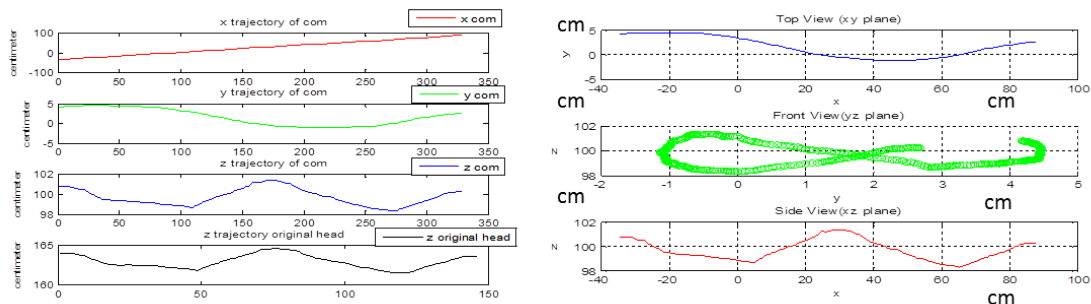 x trajectory of com
x com
centimeter
100
0
-100
0 50 100 150 200 250 300 350
y trajectory of com
y com
centimeter
5
0
-5
0 50 100 150 200 250 300 350
z trajectory of com
z com
centimeter
102
100
98
0 50 100 150 200 250 300 350
z trajectory original head
z original head
centimeter
165
160
0 50 100 150
cm
Top View (xy plane)
y
5
0
-5
-40 -20 0 20 40 60 80 100
x
cm
cm
Front View(yz plane)
z
102
100
98
-2 -1 0 1 2 3 4 5
y
cm
cm
Side View(xz plane)
z
102
100
98
-40 -20 0 20 40 60 80 100
x
cm